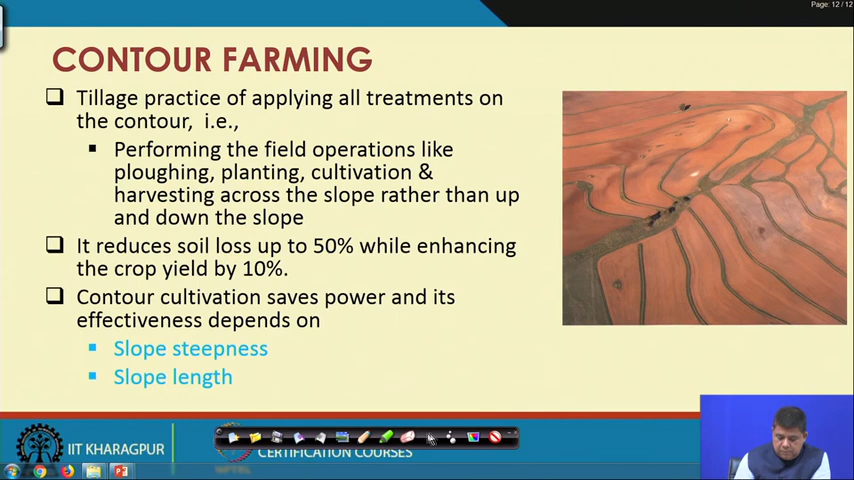 Page: 12 / 12
CONTOUR FARMING
Tillage practice of applying all treatments on
the contour, i.e.,
Performing the field operations like
ploughing, planting, cultivation &
harvesting across the slope rather than up
and down the slope
It reduces soil loss up to 50% while enhancing
the crop yield by 10%.
Contour cultivation saves power and its
effectiveness depends on
Slope steepness
Slope length
IIT KHARAGPUR
CERTIFICATION COURSES